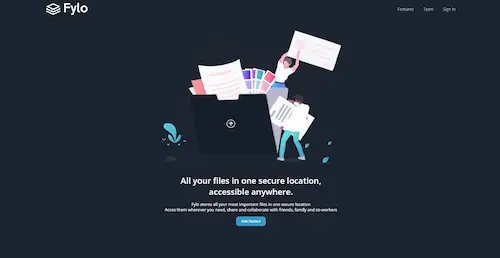 Fylo
Features Team Sign In
All your files in one secure location,
accessible anywhere.
Fylo stores all your most important files in one secure location
Acces them wherever you need, share and collaborate with friends, family and co-workers
Get Started